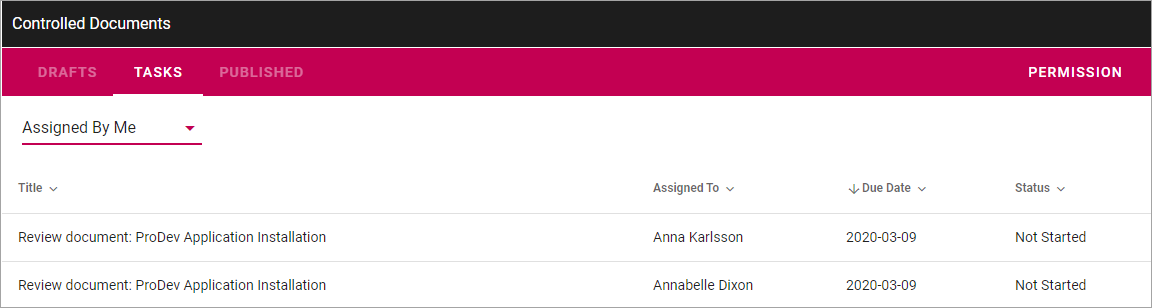 Controlled Documents
DRAFTS TASKS PUBLISHED PERMISSION
Assigned By Me
Title Assigned To Due Date Status
Review document: ProDev Application Installation Anna Karlsson 2020-03-09 Not Started
Review document: ProDev Application Installation Annabelle Dixon 2020-03-09 Not Started